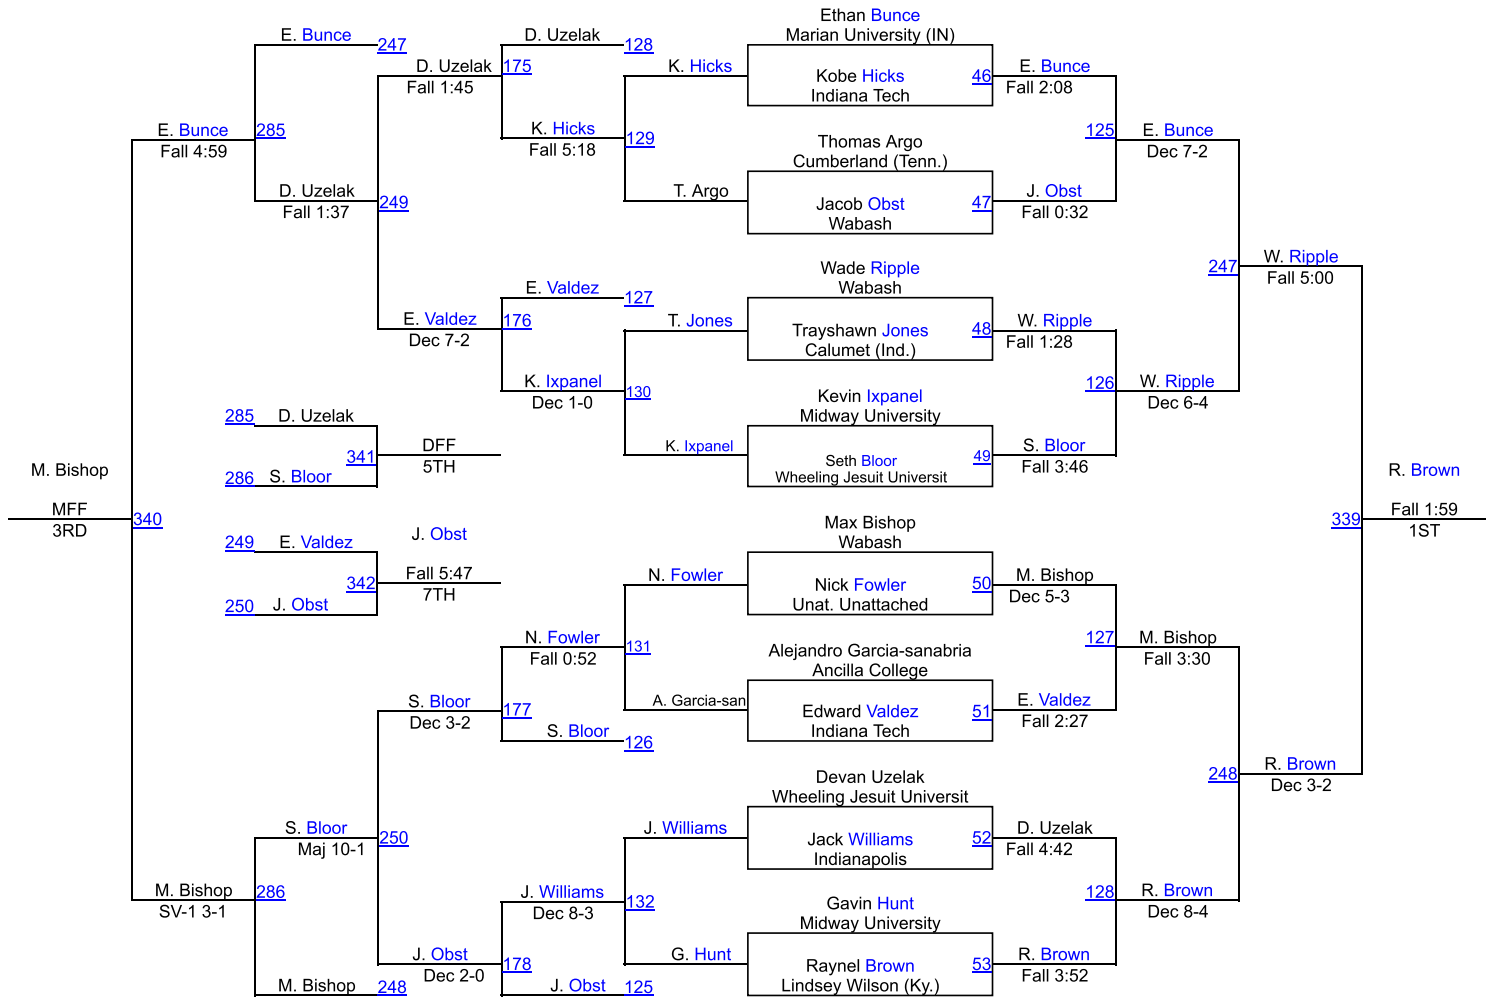 Ethan Bunce
Marian University (IN)
E. Bunce
247
D. Uzelak
128
D. Uzelak
175
Fall 1:45
K. Hicks
Kobe Hicks
46
Indiana Tech
E. Bunce
Fall 2:08
E. Bunce
285
Fall 4:59
K. Hicks
129
Fall 5:18
Thomas Argo
Cumberland (Tenn.)
125
E. Bunce
Dec 7-2
D. Uzelak
249
Fall 1:37
T. Argo
Jacob Obst
47
Wabash
J. Obst
Fall 0:32
Wade Ripple
Wabash
247
W. Ripple
Fall 5:00
E. Valdez
127
E. Valdez
176
Dec 7-2
T. Jones
Trayshawn Jones
48
Calumet (Ind.)
W. Ripple
Fall 1:28
K. Ixpanel
130
Dec 1-0
Kevin Ixpanel
Midway University
126
W. Ripple
Dec 6-4
285
D. Uzelak
341
DFF
5TH
286
S. Bloor
K. Ixpanel
Seth Bloor
49
Wheeling Jesuit Universit
S. Bloor
Fall 3:46
M. Bishop
MFF
340
3RD
R. Brown
339
Fall 1:59
1ST
249
E. Valdez
J. Obst
342
Fall 5:47
7TH
250
J. Obst
Max Bishop
Wabash
N. Fowler
Nick Fowler
50
Unat. Unattached
M. Bishop
Dec 5-3
N. Fowler
131
Fall 0:52
Alejandro Garcia-sanabria
Ancilla College
127
M. Bishop
Fall 3:30
S. Bloor
177
Dec 3-2
A. Garcia-san
Edward Valdez
51
Indiana Tech
E. Valdez
Fall 2:27
S. Bloor
126
Devan Uzelak
Wheeling Jesuit Universit
248
R. Brown
Dec 3-2
S. Bloor
250
Maj 10-1
J. Williams
Jack Williams
52
Indianapolis
D. Uzelak
Fall 4:42
M. Bishop
286
SV-1 3-1
J. Williams
132
Dec 8-3
Gavin Hunt
Midway University
128
R. Brown
Dec 8-4
J. Obst
178
Dec 2-0
G. Hunt
Raynel Brown
53
Lindsey Wilson (Ky.)
R. Brown
Fall 3:52
M. Bishop
248
J. Obst
125